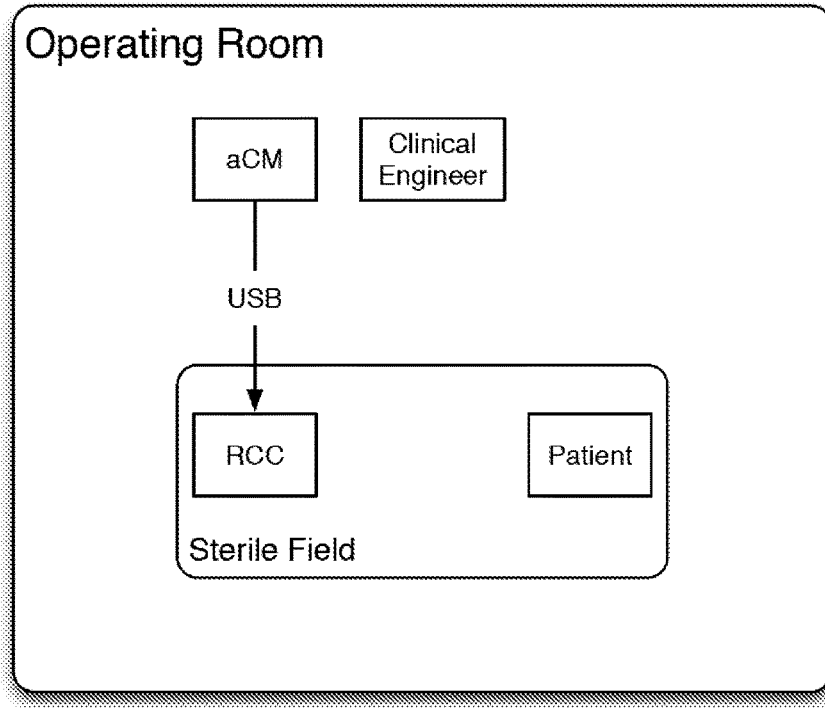 Operating Room
aCM
Clinical
Engineer
USB
RCC
Patient
Sterile Field